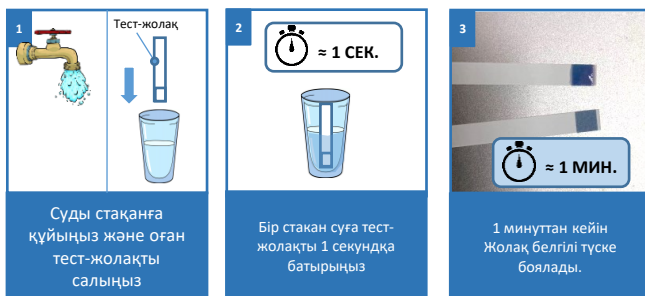 1
Тест-жолақ
Суды стақанға
құйыңыз және оған
тест-жолақты
салыңыз
2
≈ 1 СЕК.
Бір стакан суға тест-
жолақты 1 секундқа
батырыңыз
3
≈ 1 МИН.
1 минуттан кейін
Жолақ белгілі түске
боялады.